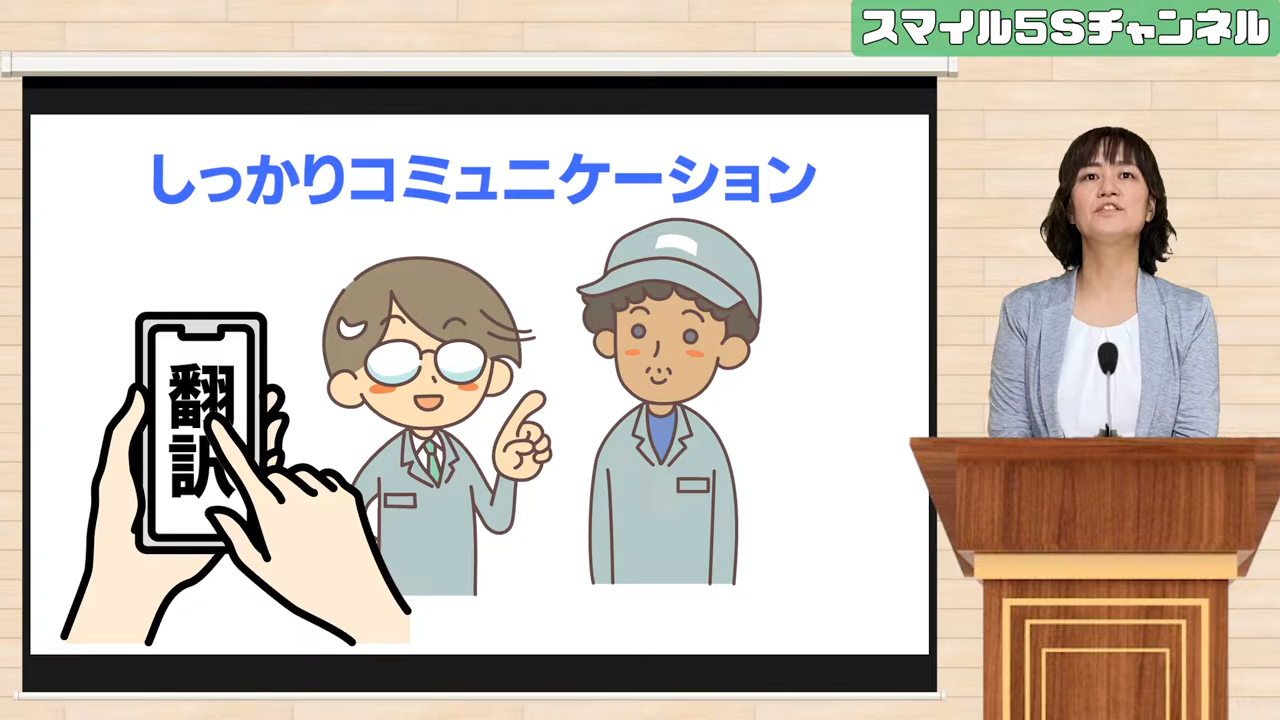 スマイル5Sチャンネル
しっかりコミュニケーション
翻
訳